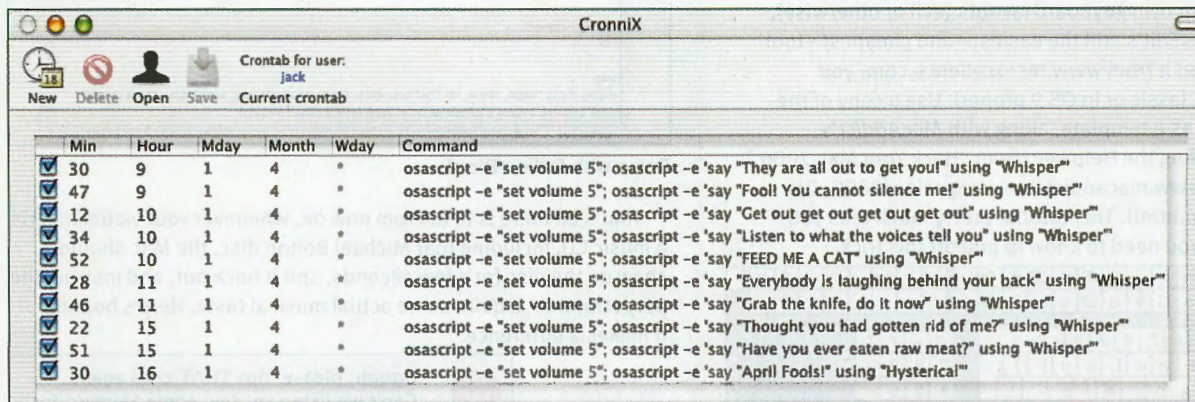 CronniX
18
New Delete Open Save
Crontab for user:
jack
Current crontab
Min Hour Mday Month Wday Command
30 9 1 4 * osascript -e "set volume 5"; osascript -e 'say "They are all out to get you" using "Whisper"'
47 9 1 4 * osascript -e "set volume 5"; osascript -e 'say "Fool! You cannot silence me!" using "Whisper"'
12 10 1 4 * osascript -e "set volume 5"; osascript -e 'say "Get out get out get out get out" using "Whisper"'
34 10 1 4 * osascript -e "set volume 5"; osascript -e 'say "Listen to what the voices tell you" using "Whisper"'
52 10 1 4 * osascript -e "set volume 5"; osascript -e 'say "FEED ME A CAT" using "Whisper"'
28 11 1 4 * osascript -e "set volume 5"; osascript -e 'say "Everybody is laughing behind your back" using "Whisper"'
46 11 1 4 * osascript -e "set volume 5"; osascript -e 'say "Grab the knife, do it now" using "Whisper"'
22 15 1 4 * osascript -e "set volume 5"; osascript -e 'say "Thought you had gotten rid of me?" using "Whisper"'
51 15 1 4 * osascript -e "set volume 5"; osascript -e 'say "Have you ever eaten raw meat?" using "Whisper"'
30 16 1 4 * osascript -e "set volume 5"; osascript -e 'say "April Fools!" using "Hysterical"'